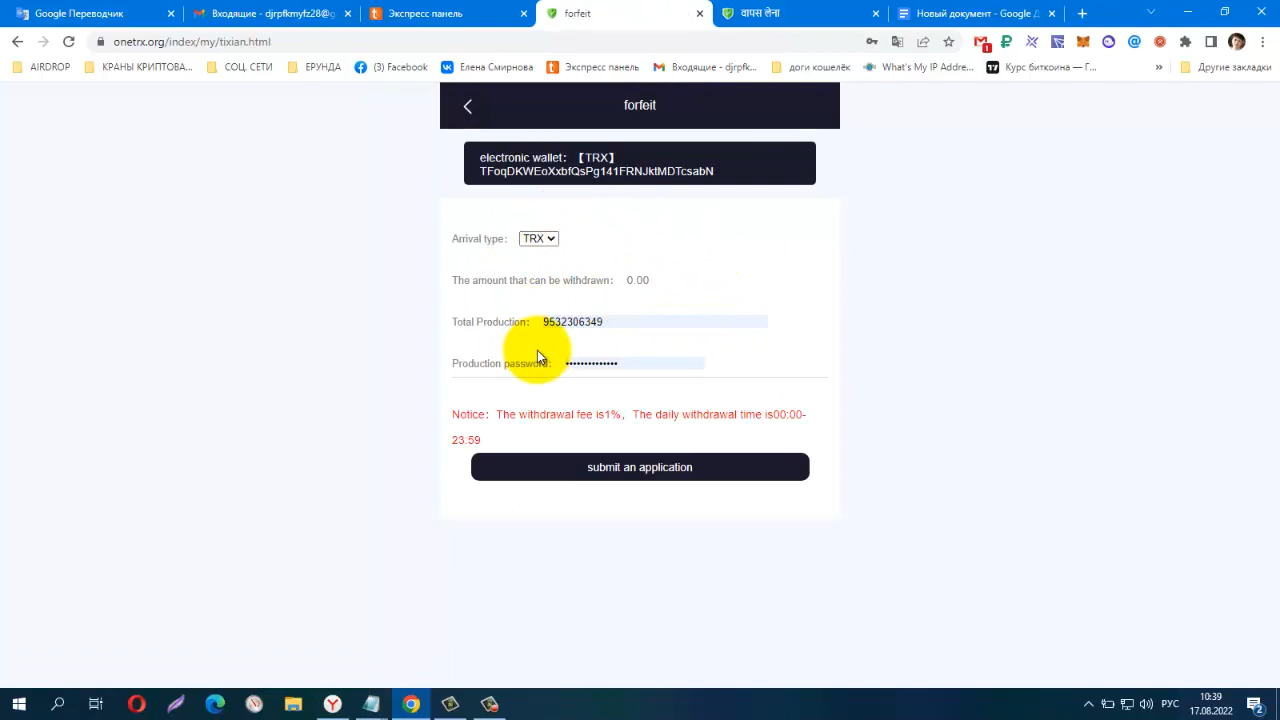 Google Переводчик
Входящие - djrpfkmyfz28@g
Экспресс панель
forfeit
वापस लेना
Новый документ - Google Д
onetrx.org/index/my/tixian.html
1
AIRDROP
КРАНЫ КРИПТОВА...
СОЦ. СЕТИ
ЕРУНДА
(3) Facebook
Елена Смирнова
Экспресс панель
Входящие - djrpfk...
доги кошелёк
What's My IP Addre...
Курс биткоина — Г...
»
Другие закладки
forfeit
electronic wallet：【TRX】
TFoqDKWEoXxbfQsPg141FRNJktMDTcsabN
Arrival type： TRX
The amount that can be withdrawn： 0.00
Total Production： 9532306349
Production password： ••••••••••••••
Notice：The withdrawal fee is1%，The daily withdrawal time is00:00-
23.59
submit an application
РУС
10:39
17.08.2022
2